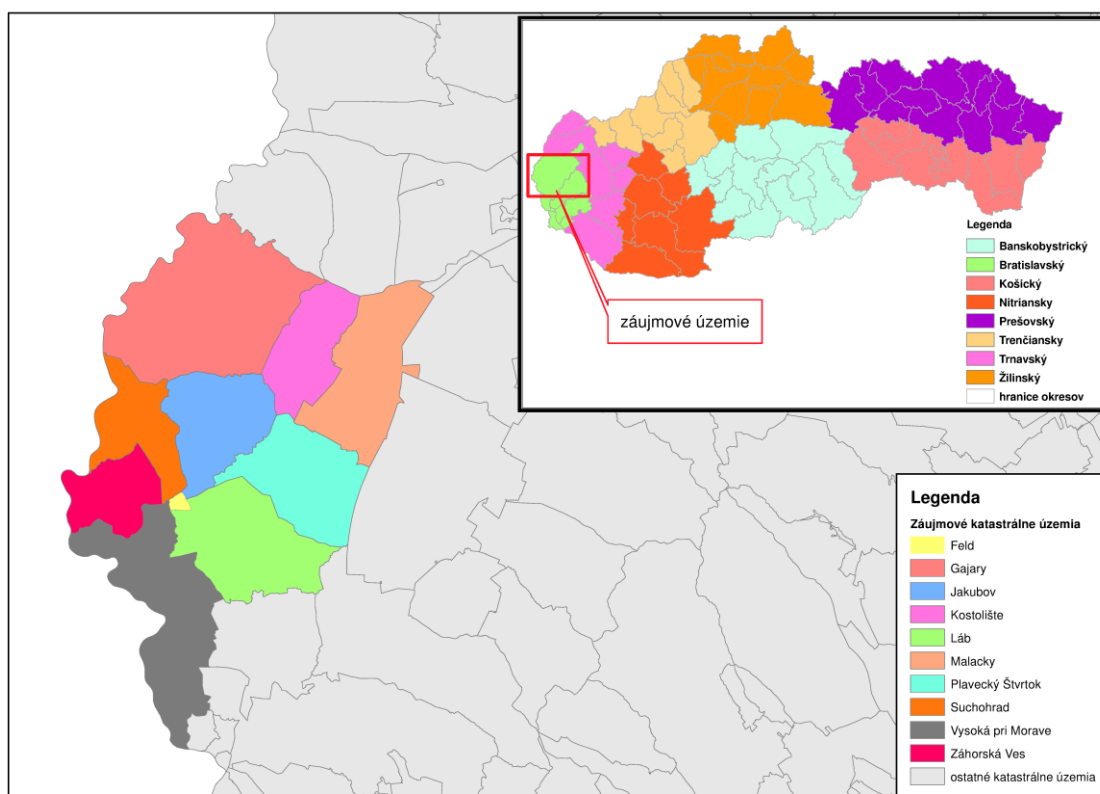 Legenda
Banskobystrický
Bratislavský
Košický
Nitriansky
Prešovský
Trenčiansky
Trnavský
Žilinský
hranice okresov
záujmové územie
Legenda
Záujmové katastrálne územia
Feld
Gajary
Jakubov
Kostolište
Láb
Malacky
Plavecký Štvrtok
Suchohrad
Vysoká pri Morave
Záhorská Ves
ostatné katastrálne územia